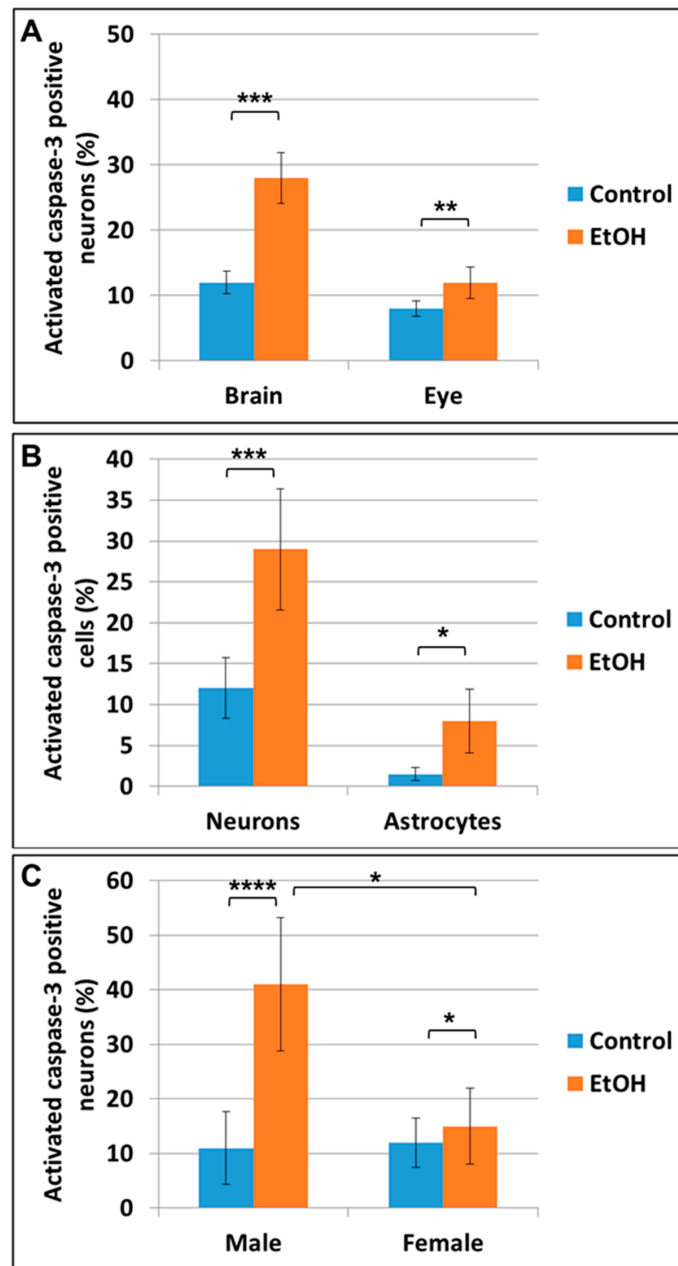 A
Activated caspase-3 positive
neurons (%)
50
40
30
20
10
0
***
**
Brain
Eye
Control
EtOH
B
Activated caspase-3 positive
cells (%)
40
35
30
25
20
15
10
5
0
***
*
Neurons
Astrocytes
Control
EtOH
C
Activated caspase-3 positive
neurons (%)
60
50
40
30
20
10
0
****
*
*
Male
Female
Control
EtOH